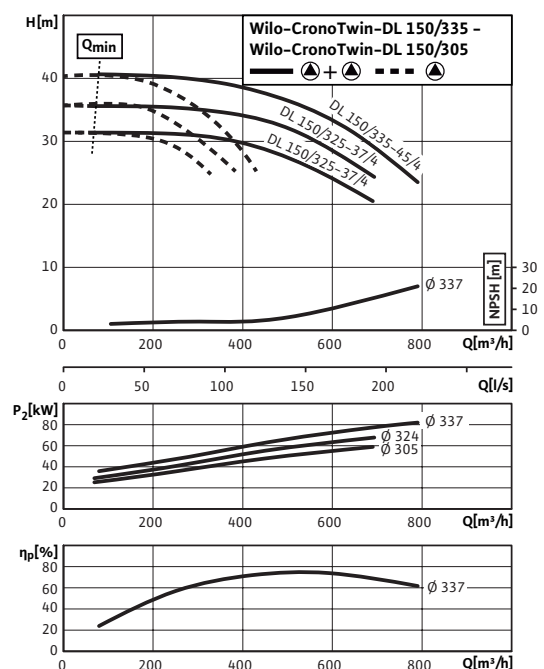 H[m]
Wilo-CronoTwin-DL 150/335 –
Wilo-CronoTwin-DL 150/305
+
Qmin
40
30
20
10
0
DL 150/335-45/4
DL 150/325-37/4
DL 150/325-37/4
NPSH [m]
30
20
10
0
Ø 337
0 200 400 600 800 Q[m³/h]
0 50 100 150 200 Q[l/s]
P2[kW]
80
60
40
20
0
Ø 337
Ø 324
Ø 305
0 200 400 600 800 Q[m³/h]
ηp[%]
80
60
40
20
0
Ø 337
0 200 400 600 800 Q[m³/h]